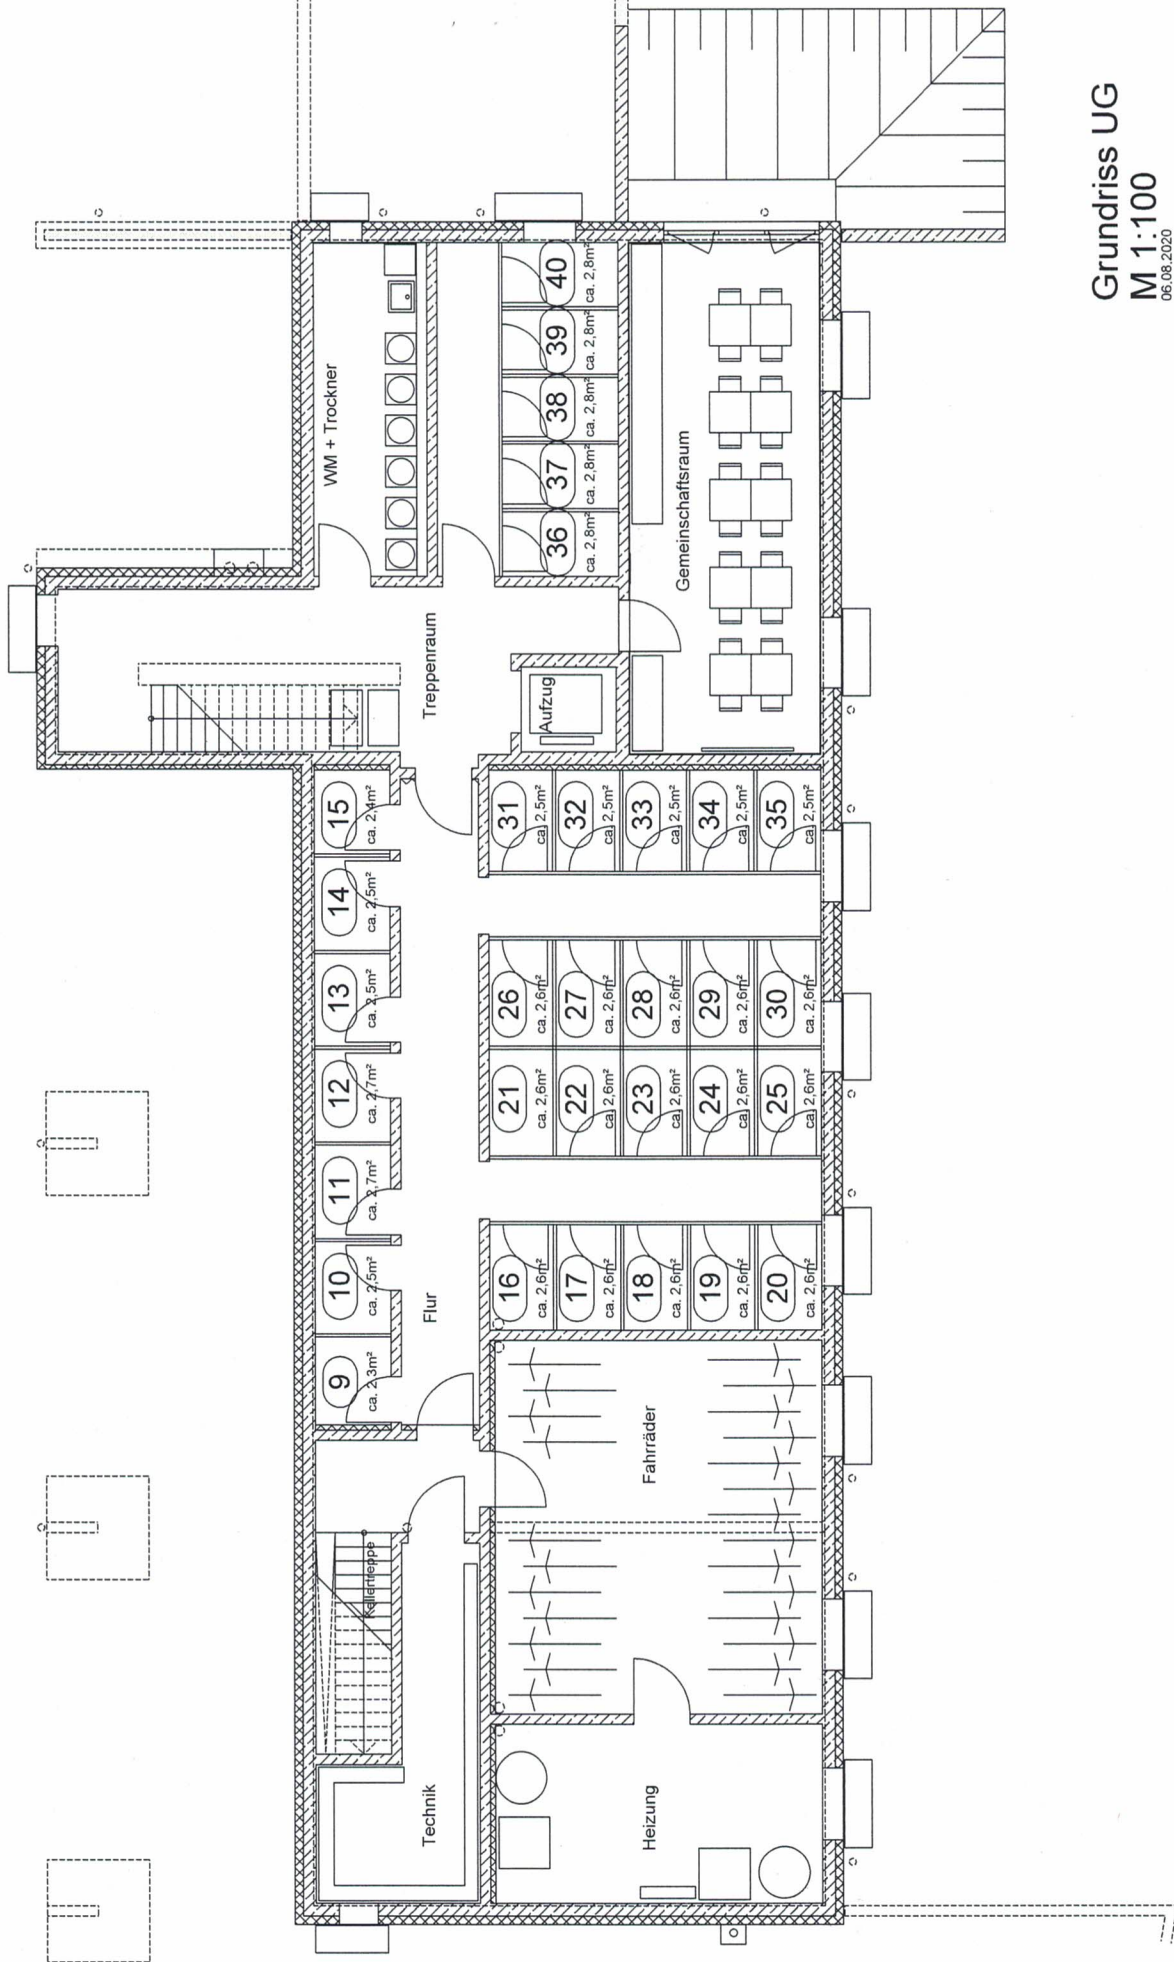 Grundriss UG
M 1:100
06.08.2020
WM + Trockner
Treppenraum
Aufzug
Gemeinschaftsraum
36
ca. 2,8m²
37
ca. 2,8m²
38
ca. 2,8m²
39
ca. 2,8m²
40
ca. 2,8m²
9
ca. 2,3m²
10
ca. 2,5m²
11
ca. 2,7m²
12
ca. 2,7m²
13
ca. 2,5m²
14
ca. 2,5m²
15
ca. 2,4m²
Flur
16
ca. 2,6m²
17
ca. 2,6m²
18
ca. 2,6m²
19
ca. 2,6m²
20
ca. 2,6m²
21
ca. 2,6m²
22
ca. 2,6m²
23
ca. 2,6m²
24
ca. 2,6m²
25
ca. 2,6m²
26
ca. 2,6m²
27
ca. 2,6m²
28
ca. 2,6m²
29
ca. 2,6m²
30
ca. 2,6m²
31
ca. 2,5m²
32
ca. 2,5m²
33
ca. 2,5m²
34
ca. 2,5m²
35
ca. 2,5m²
Kellertreppe
Technik
Fahrräder
Heizung